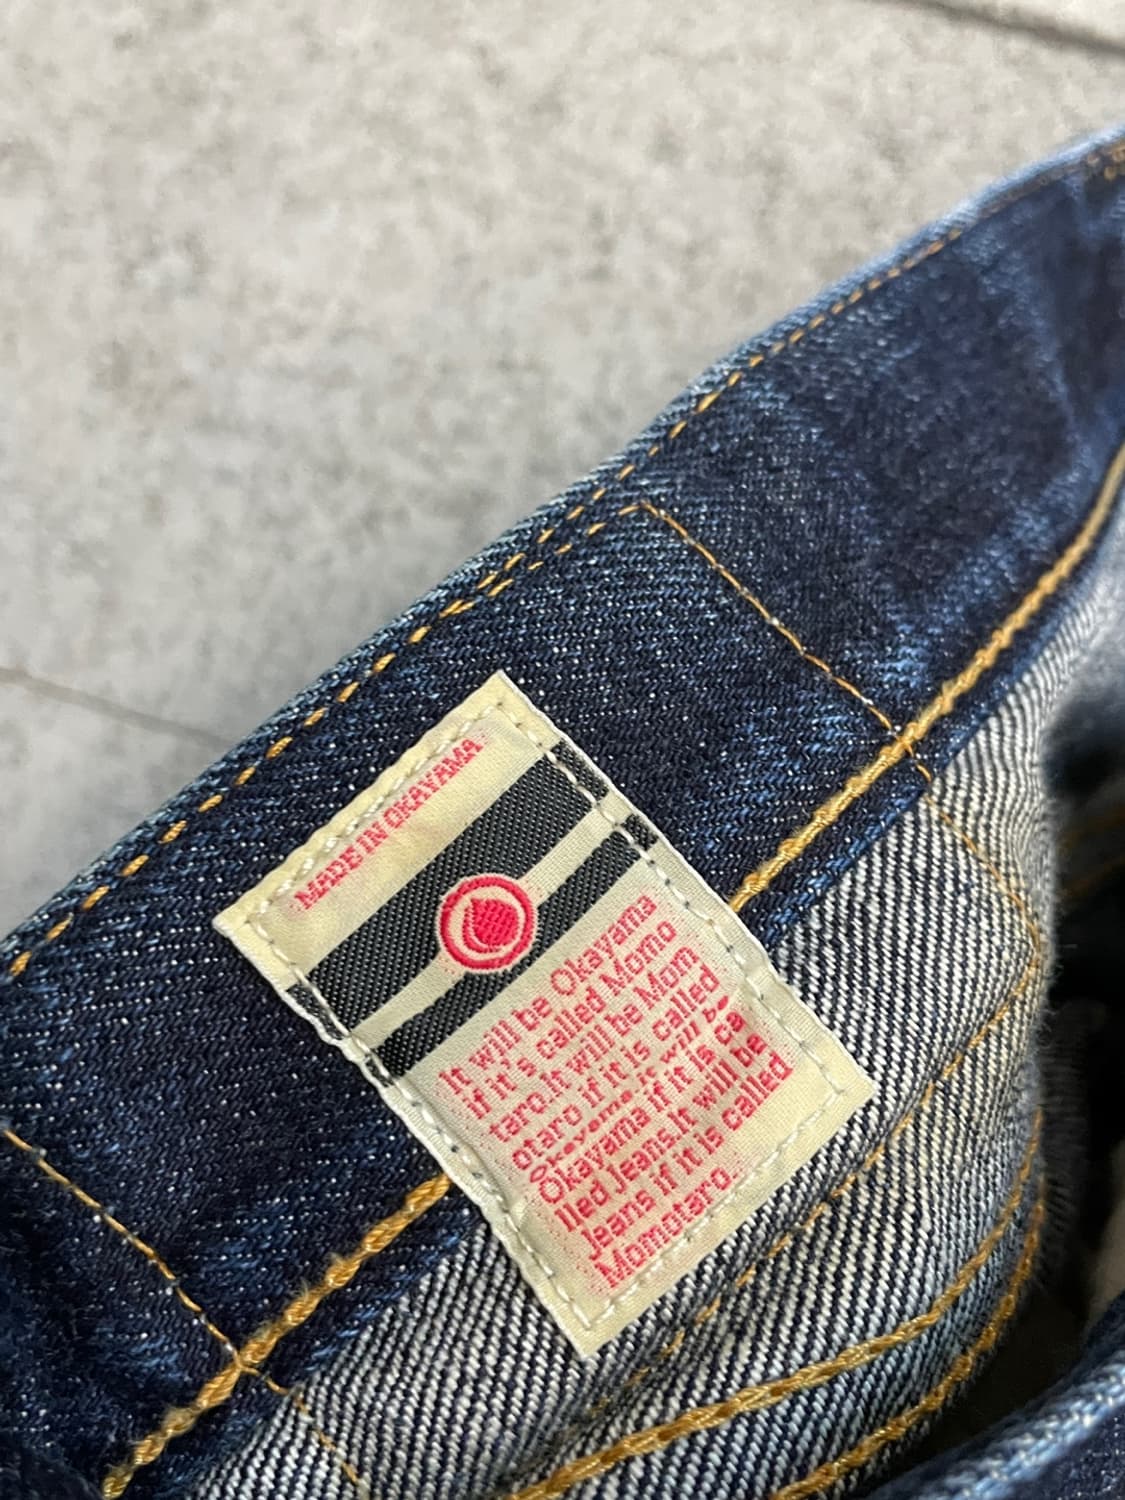 MADE IN OKAYAMA
It will be Okayama
if it's called Momo
taro.It will be Mom
otaro if it is called
Okayama.It will be
Okayama if it is ca
lled Jeans.It will be
Jeans if it is called
Momotaro.